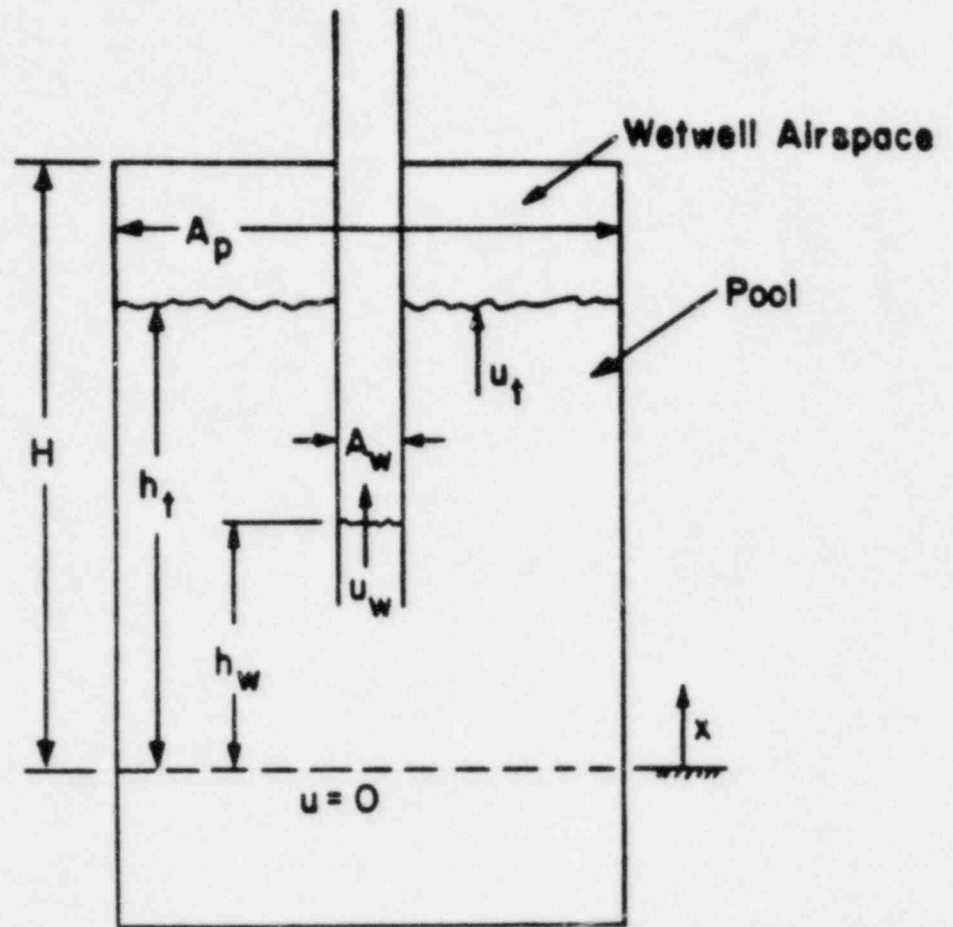 Wetwell Airspace
A_p
Pool
u_t
H
A_w
h_t
u_w
h_w
x
u = 0